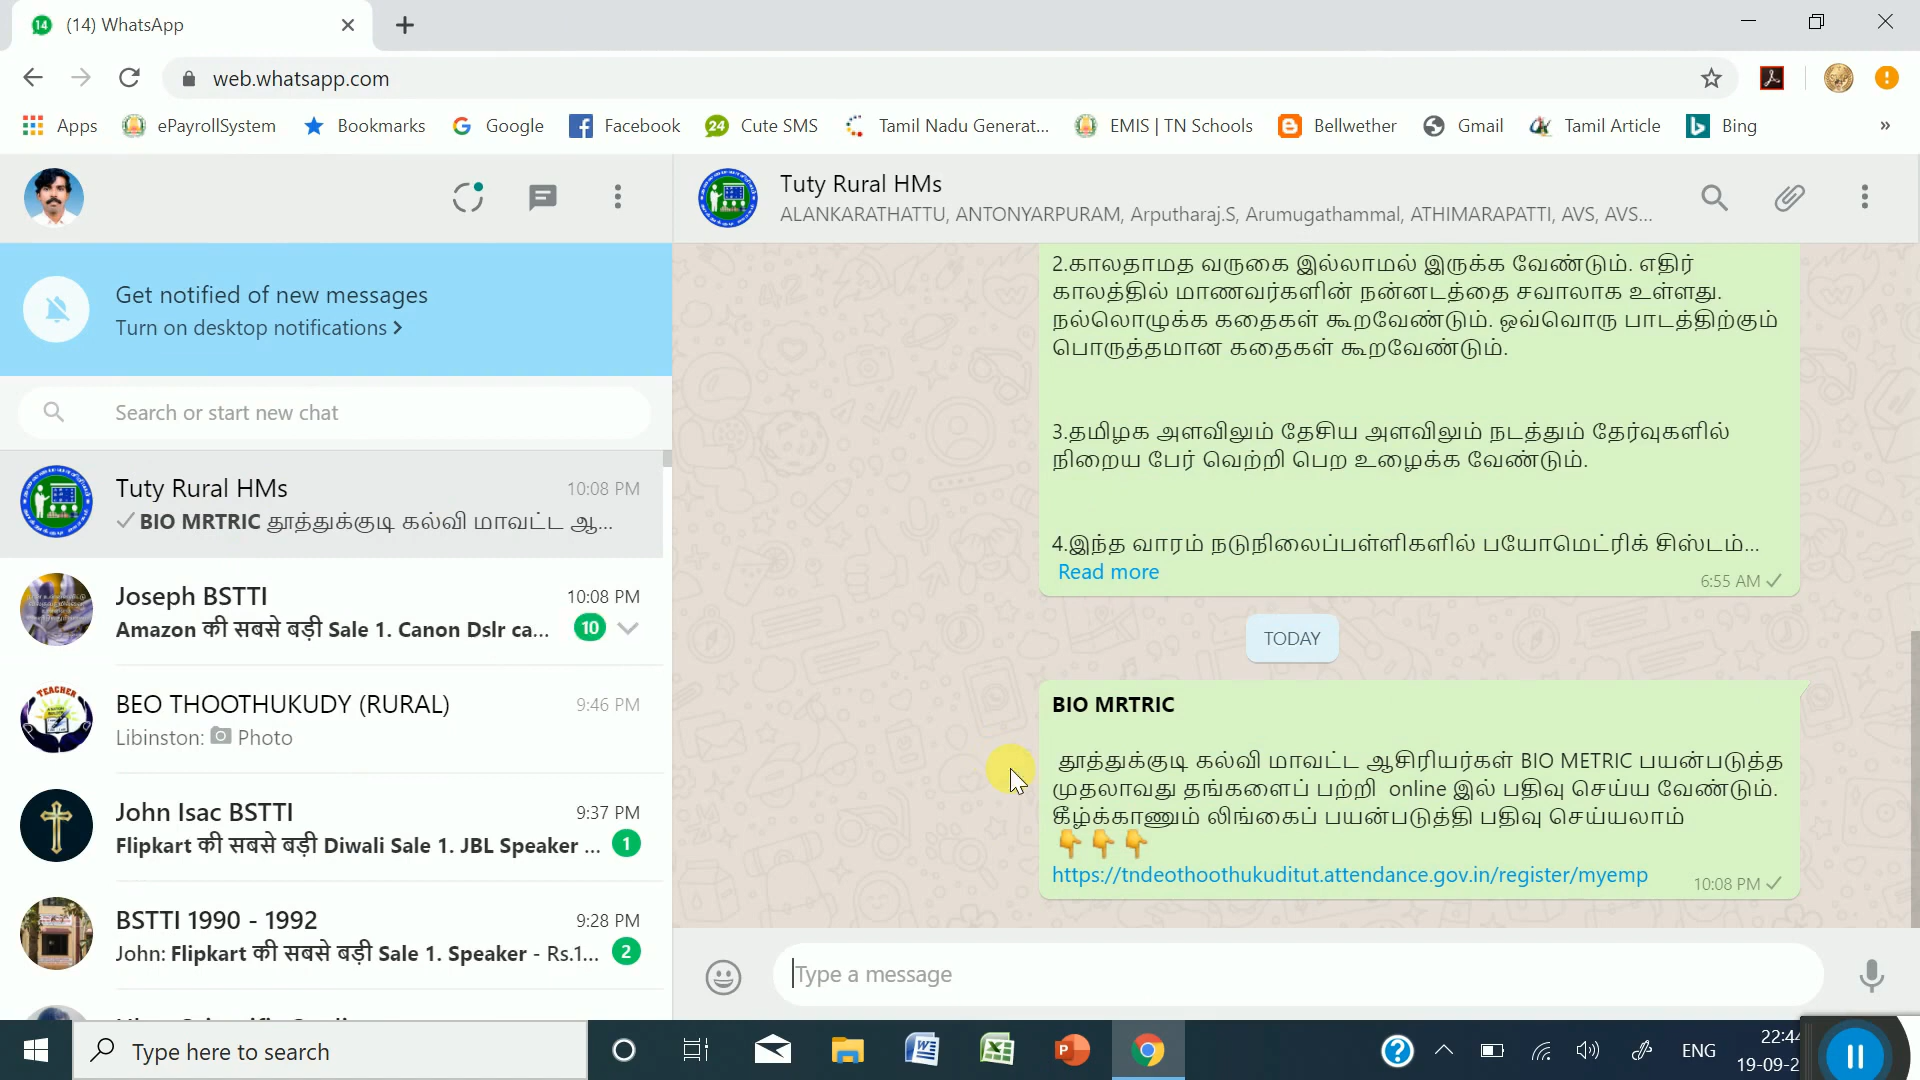 14
(14) WhatsApp
web.whatsapp.com
Apps
ePayrollSystem
Bookmarks
Google
Facebook
24
Cute SMS
Tamil Nadu Generat...
EMIS | TN Schools
Bellwether
Gmail
Tamil Article
Bing
»
Tuty Rural HMs
ALANKARATHATTU, ANTONYARPURAM, Arputharaj.S, Arumugathammal, ATHIMARAPATTI, AVS, AVS...
Get notified of new messages
Turn on desktop notifications
Search or start new chat
Tuty Rural HMs
10:08 PM
BIO MRTRIC தூத்துக்குடி கல்வி மாவட்ட ஆ...
Joseph BSTTI
10:08 PM
Amazon की सबसे बड़ी Sale 1. Canon Dslr ca...
10
BEO THOOTHUKUDY (RURAL)
9:46 PM
Libinston: Photo
TEACHER
John Isac BSTTI
9:37 PM
Flipkart की सबसे बड़ी Diwali Sale 1. JBL Speaker ...
1
BSTTI 1990 - 1992
9:28 PM
John: Flipkart की सबसे बड़ी Sale 1. Speaker - Rs.1...
2
2.காலதாமத வருகை இல்லாமல் இருக்க வேண்டும். எதிர்
காலத்தில் மாணவர்களின் நன்னடத்தை சவாலாக உள்ளது.
நல்லொழுக்க கதைகள் கூறவேண்டும். ஒவ்வொரு பாடத்திற்கும்
பொருத்தமான கதைகள் கூறவேண்டும்.
3.தமிழக அளவிலும் தேசிய அளவிலும் நடத்தும் தேர்வுகளில்
நிறைய பேர் வெற்றி பெற உழைக்க வேண்டும்.
4.இந்த வாரம் நடுநிலைப்பள்ளிகளில் பயோமெட்ரிக் சிஸ்டம்...
Read more
6:55 AM
TODAY
BIO MRTRIC
தூத்துக்குடி கல்வி மாவட்ட ஆசிரியர்கள் BIO METRIC பயன்படுத்த
முதலாவது தங்களைப் பற்றி online இல் பதிவு செய்ய வேண்டும்.
கீழ்க்காணும் லிங்கைப் பயன்படுத்தி பதிவு செய்யலாம்
👇👇👇
https://tndeothoothukuditut.attendance.gov.in/register/myemp
10:08 PM
Type a message
Type here to search
ENG
22:44
19-09-2